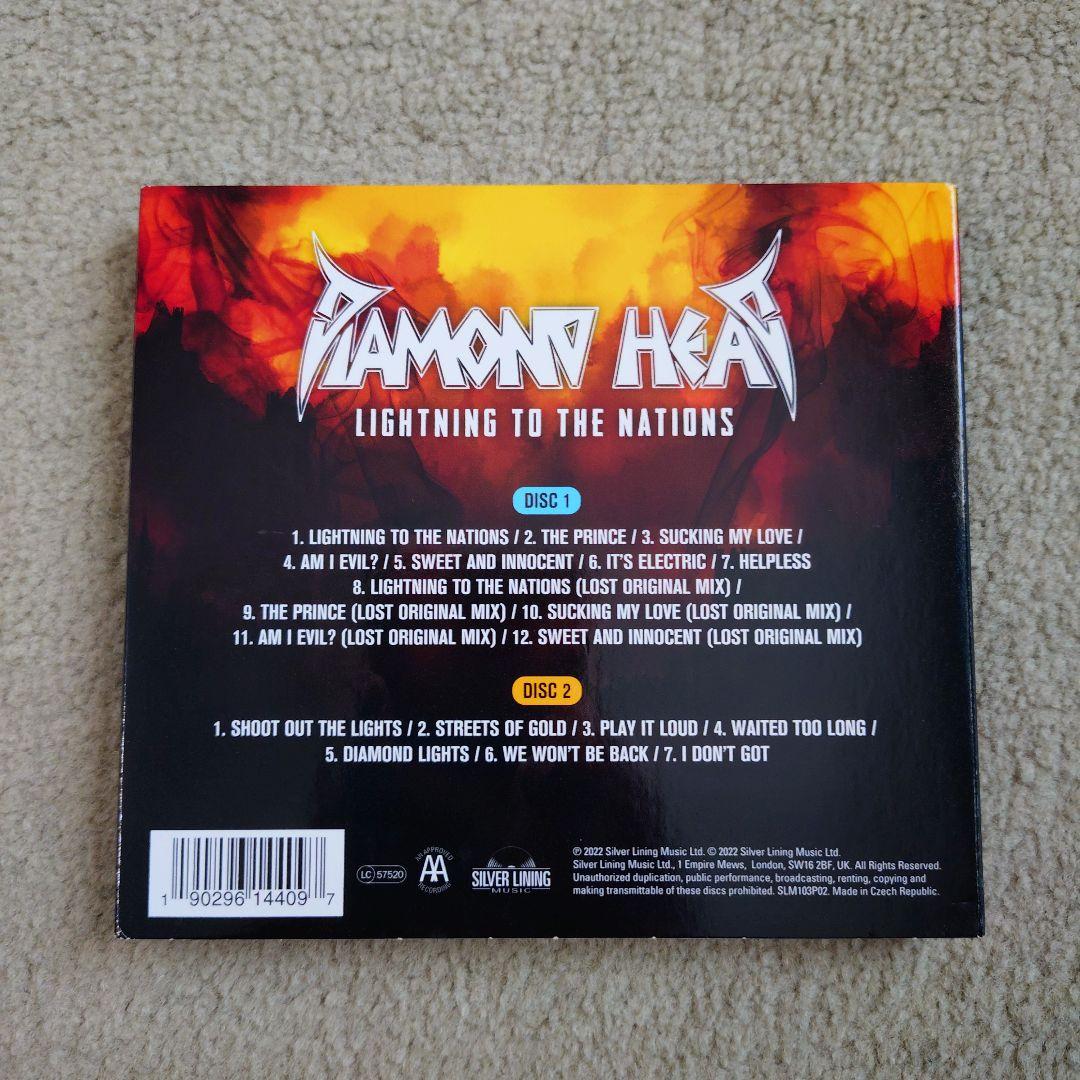 DIAMOND HEAD
LIGHTNING TO THE NATIONS
DISC 1
1. LIGHTNING TO THE NATIONS / 2. THE PRINCE / 3. SUCKING MY LOVE /
4. AM I EVIL? / 5. SWEET AND INNOCENT / 6. IT'S ELECTRIC / 7. HELPLESS
8. LIGHTNING TO THE NATIONS (LOST ORIGINAL MIX) /
9. THE PRINCE (LOST ORIGINAL MIX) / 10. SUCKING MY LOVE (LOST ORIGINAL MIX) /
11. AM I EVIL? (LOST ORIGINAL MIX) / 12. SWEET AND INNOCENT (LOST ORIGINAL MIX)
DISC 2
1. SHOOT OUT THE LIGHTS / 2. STREETS OF GOLD / 3. PLAY IT LOUD / 4. WAITED TOO LONG /
5. DIAMOND LIGHTS / 6. WE WON'T BE BACK / 7. I DON'T GOT
1 90296 14409 7
LC 57520
AN APPROVED
AA
RECORDING
SILVER LINING
MUSIC
℗ 2022 Silver Lining Music Ltd. © 2022 Silver Lining Music Ltd.
Silver Lining Music Ltd., 1 Empire Mews, London, SW16 2BF, UK. All Rights Reserved.
Unauthorized duplication, public performance, broadcasting, renting, copying and
making transmittable of these discs prohibited. SLM103P02. Made in Czech Republic.